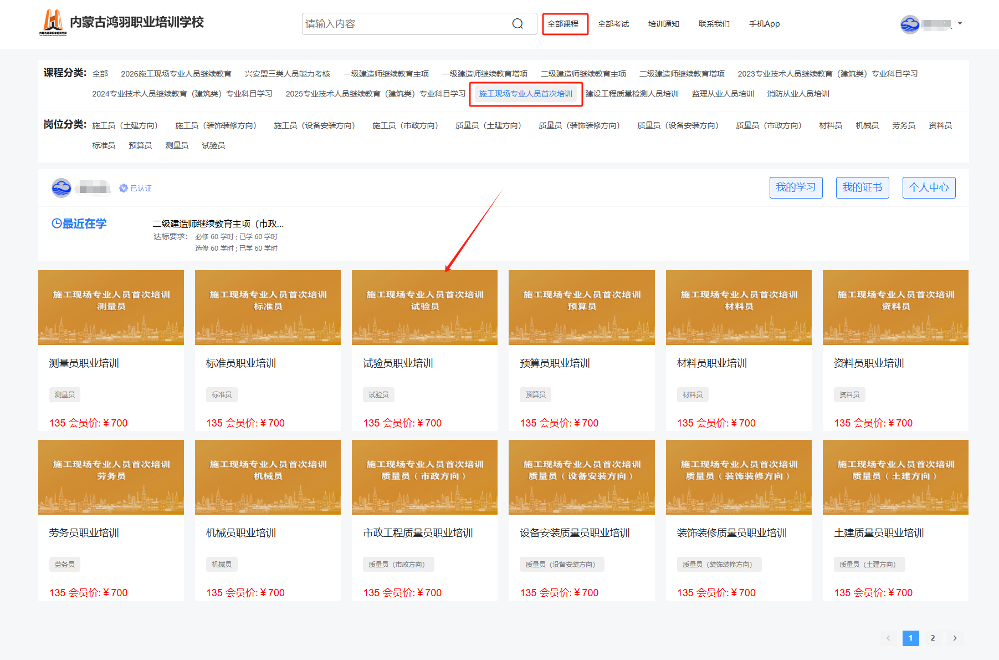 内蒙古鸿羽职业培训学校
请输入内容
全部课程 全部考试 培训通知 联系我们 手机App
课程分类: 全部 2026施工现场专业人员继续教育 兴安盟三类人员能力考核 一级建造师继续教育主项 一级建造师继续教育增项 二级建造师继续教育主项 二级建造师继续教育增项 2023专业技术人员继续教育（建筑类）专业科目学习
2024专业技术人员继续教育（建筑类）专业科目学习 2025专业技术人员继续教育（建筑类）专业科目学习 施工现场专业人员首次培训 建设工程质量检测人员培训 监理从业人员培训 消防从业人员培训
岗位分类: 施工员（土建方向） 施工员（装饰装修方向） 施工员（设备安装方向） 施工员（市政方向） 质量员（土建方向） 质量员（装饰装修方向） 质量员（设备安装方向） 质量员（市政方向） 材料员 机械员 劳务员 资料员
标准员 预算员 测量员 试验员
已认证 我的学习 我的证书 个人中心
最近在学 二级建造师继续教育主项（市政...
达标要求： 必修 60 学时 ; 已学 60 学时
选修 60 学时 ; 已学 60 学时
施工现场专业人员首次培训 施工现场专业人员首次培训 施工现场专业人员首次培训 施工现场专业人员首次培训 施工现场专业人员首次培训 施工现场专业人员首次培训
测量员 标准员 试验员 预算员 材料员 资料员
测量员职业培训 标准员职业培训 试验员职业培训 预算员职业培训 材料员职业培训 资料员职业培训
测量员 标准员 试验员 预算员 材料员 资料员
135 会员价:￥700 135 会员价:￥700 135 会员价:￥700 135 会员价:￥700 135 会员价:￥700 135 会员价:￥700
施工现场专业人员首次培训 施工现场专业人员首次培训 施工现场专业人员首次培训 施工现场专业人员首次培训 施工现场专业人员首次培训 施工现场专业人员首次培训
劳务员 机械员 质量员（市政方向） 质量员（设备安装方向） 质量员（装饰装修方向） 质量员（土建方向）
劳务员职业培训 机械员职业培训 市政工程质量员职业培训 设备安装质量员职业培训 装饰装修质量员职业培训 土建质量员职业培训
劳务员 机械员 质量员（市政方向） 质量员（设备安装方向） 质量员（装饰装修方向） 质量员（土建方向）
135 会员价:￥700 135 会员价:￥700 135 会员价:￥700 135 会员价:￥700 135 会员价:￥700 135 会员价:￥700
1 2